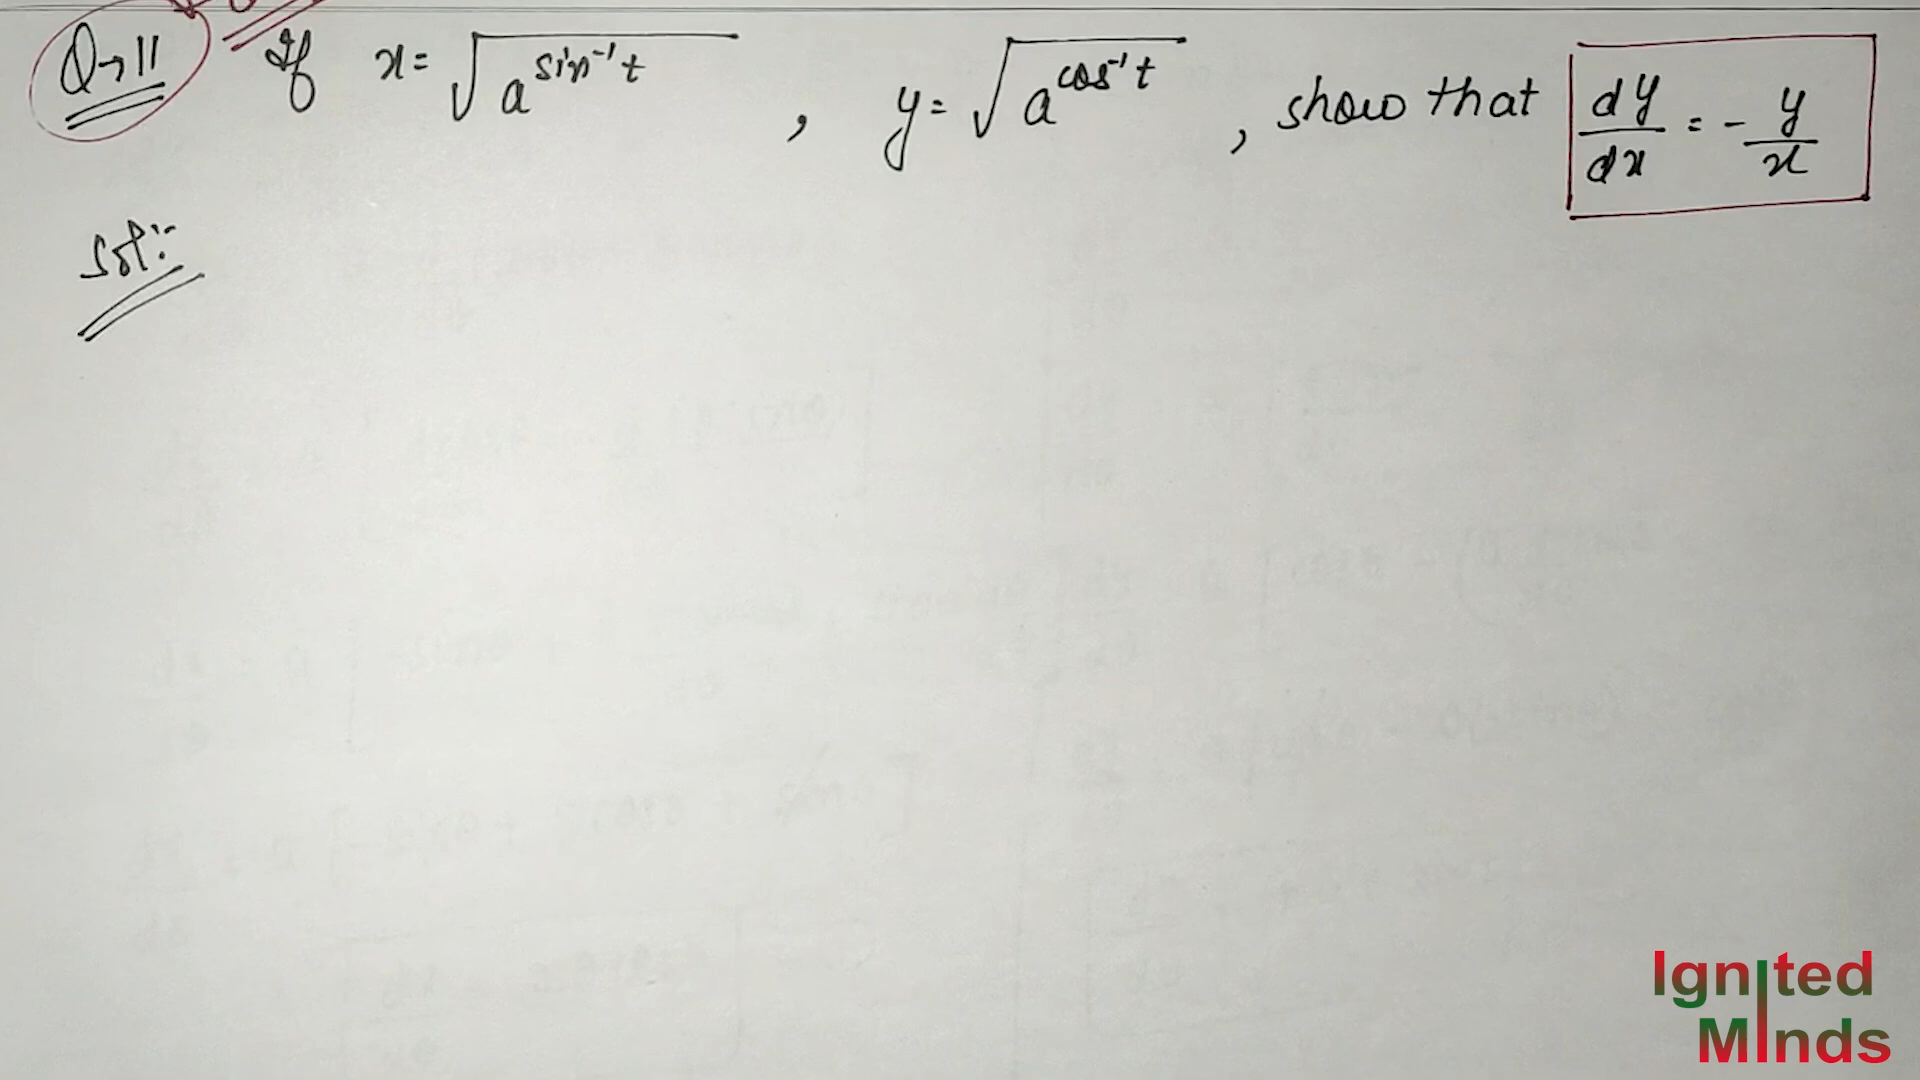 Q→11 If x = √(a^(sin⁻¹t)) , y = √(a^(cos⁻¹t)) , show that dy/dx = - y/x
Sol:-
Ignited
Minds